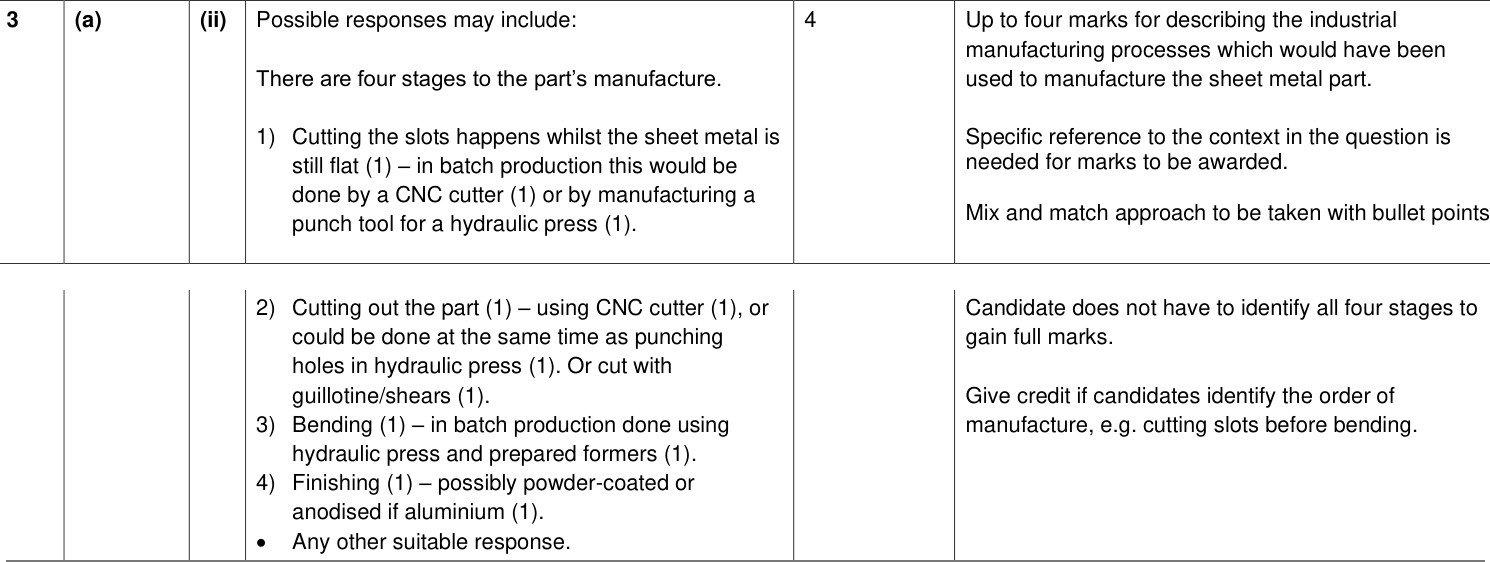 3 (a) (ii) Possible responses may include: 4 Up to four marks for describing the industrial
manufacturing processes which would have been
There are four stages to the part’s manufacture. used to manufacture the sheet metal part.
1) Cutting the slots happens whilst the sheet metal is Specific reference to the context in the question is
still flat (1) – in batch production this would be needed for marks to be awarded.
done by a CNC cutter (1) or by manufacturing a
punch tool for a hydraulic press (1). Mix and match approach to be taken with bullet points
2) Cutting out the part (1) – using CNC cutter (1), or Candidate does not have to identify all four stages to
could be done at the same time as punching gain full marks.
holes in hydraulic press (1). Or cut with
guillotine/shears (1). Give credit if candidates identify the order of
3) Bending (1) – in batch production done using manufacture, e.g. cutting slots before bending.
hydraulic press and prepared formers (1).
4) Finishing (1) – possibly powder-coated or
anodised if aluminium (1).
• Any other suitable response.